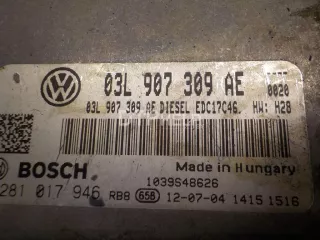 03L 907 309 AE
0020
03L 907 309 AE DIESEL EDC17C46 HW: H28
BOSCH
Made in Hungary
1039S48626
281 017 946 RBB 658 12-07-04 1415 1516